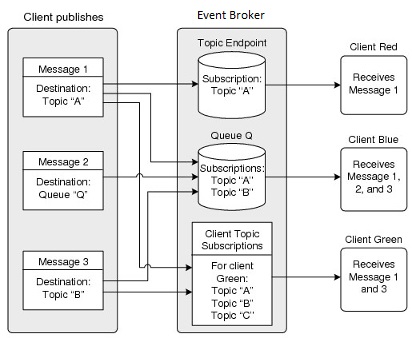 Client publishes
Event Broker
Message 1
Destination:
Topic “A”
Message 2
Destination:
Queue “Q”
Message 3
Destination:
Topic “B”
Topic Endpoint
Subscription:
Topic “A”
Queue Q
Subscriptions:
Topic “A”
Topic “B”
Client Topic
Subscriptions
For client
Green:
Topic “A”
Topic “B”
Topic “C”
Client Red
Receives
Message 1
Client Blue
Receives
Message 1,
2, and 3
Client Green
Receives
Message 1
and 3